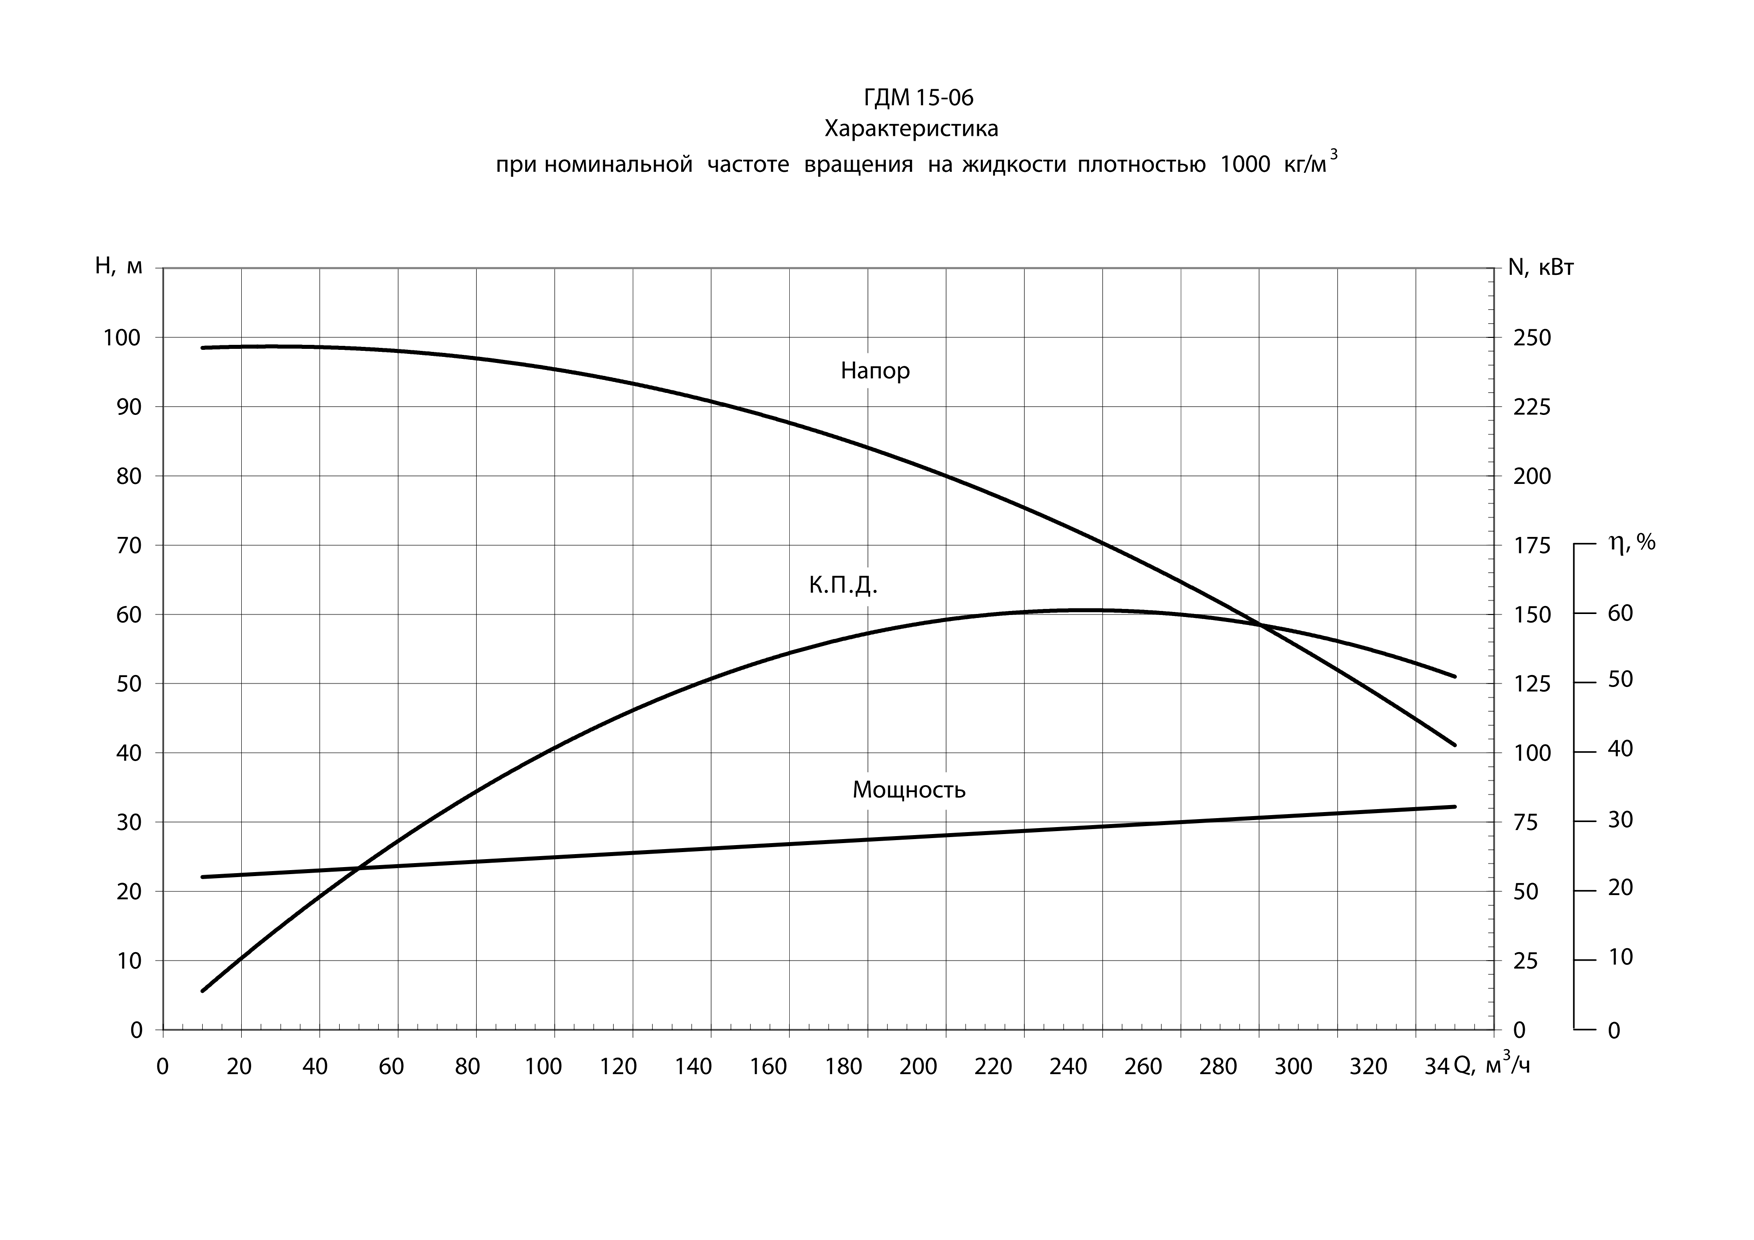 ГДМ 15-06
Характеристика
при номинальной частоте вращения на жидкости плотностью 1000 кг/м³
Н, м
N, кВт
100
250
Напор
90
225
80
200
70
175
η, %
К.П.Д.
60
150
60
50
125
50
40
100
40
Мощность
30
75
30
20
50
20
10
25
10
0
0
0
0 20 40 60 80 100 120 140 160 180 200 220 240 260 280 300 320 34 Q, м³/ч